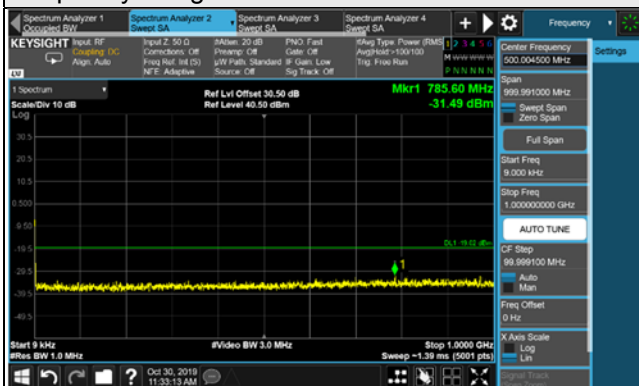 Spectrum Analyzer 1
Occupied BW
Spectrum Analyzer 2
Swept SA
Spectrum Analyzer 3
Swept SA
Spectrum Analyzer 4
Swept SA
Frequency
KEYSIGHT
Input: RF
Coupling: DC
Align: Auto
Input Z: 50 Ω
Corrections: Off
Freq Ref: Int (S)
NFE: Adaptive
#Atten: 20 dB
Preamp: Off
µW Path: Standard
Source: Off
PNO: Fast
Gate: Off
IF Gain: Low
Sig Track: Off
#Avg Type: Power (RMS)
Avg|Hold:>100/100
Trig: Free Run
1 2 3 4 5 6
M W W W W W
P N N N N N
LV
1 Spectrum
Scale/Div 10 dB
Log
Ref Lvl Offset 30.50 dB
Ref Level 40.50 dBm
Mkr1 785.60 MHz
-31.49 dBm
30.5
20.5
10.5
0.500
-9.50
-19.5
-29.5
-39.5
-49.5
DL1 -19.02 dBm
1
Start 9 kHz
#Res BW 1.0 MHz
#Video BW 3.0 MHz
Stop 1.0000 GHz
Sweep ~1.39 ms (5001 pts)
Oct 30, 2019
11:33:13 AM
Center Frequency
500.004500 MHz
Settings
Span
999.991000 MHz
Swept Span
Zero Span
Full Span
Start Freq
9.000 kHz
Stop Freq
1.000000000 GHz
AUTO TUNE
CF Step
99.999100 MHz
Auto
Man
Freq Offset
0 Hz
X Axis Scale
Log
Lin
Signal Track